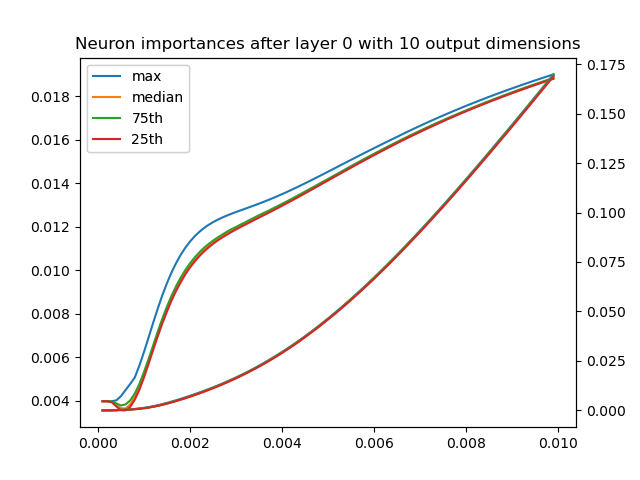 Neuron importances after layer 0 with 10 output dimensions
max
median
75th
25th
0.018
0.016
0.014
0.012
0.010
0.008
0.006
0.004
0.175
0.150
0.125
0.100
0.075
0.050
0.025
0.000
0.000 0.002 0.004 0.006 0.008 0.010